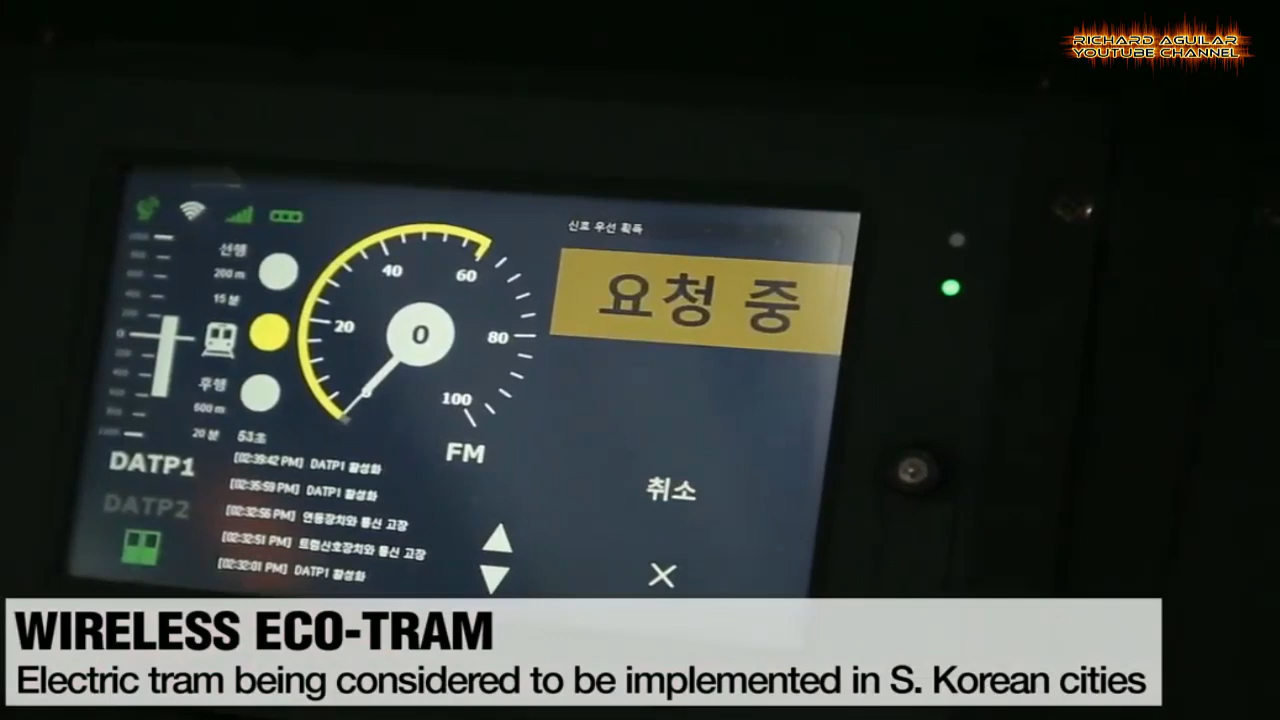 RICHARD AGUILAR
YOUTUBE CHANNEL
선행
200 m
15 분
후행
600 m
20 분
53초
0
20
40
60
80
100
0
FM
신호 우선 획득
요청 중
DATP1
DATP2
[02:39:42 PM] DATP1 활성화
[02:35:59 PM] DATP1 활성화
[02:32:56 PM] 연동장치와 통신 고장
[02:32:51 PM] 트램신호장치와 통신 고장
[02:32:01 PM] DATP1 활성화
취소
WIRELESS ECO-TRAM
Electric tram being considered to be implemented in S. Korean cities